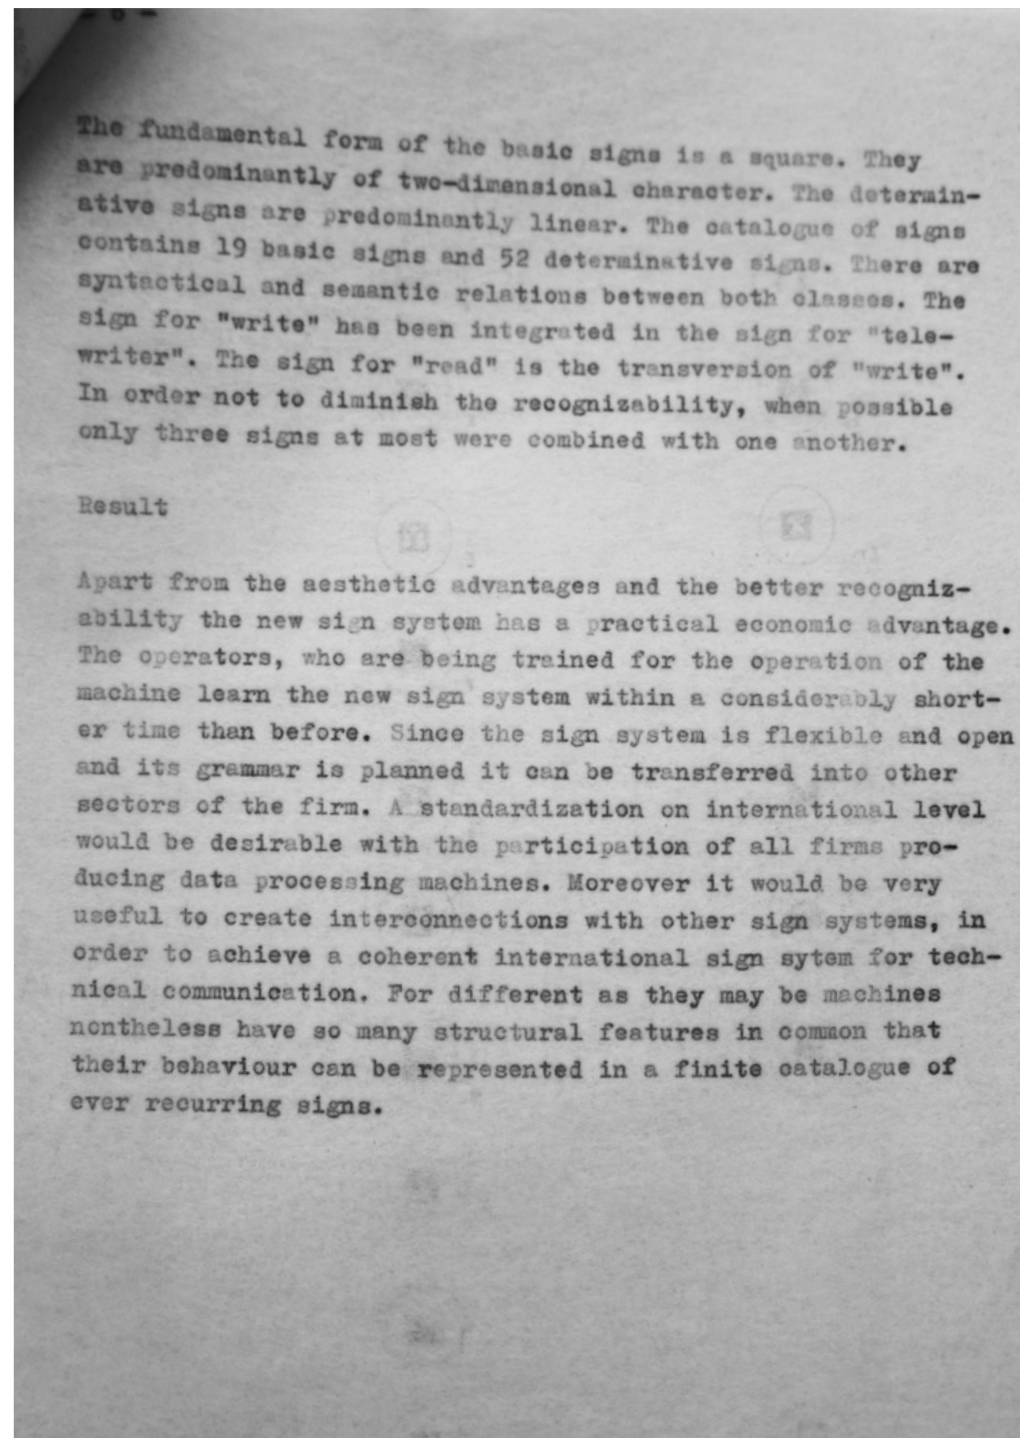 - 6 -
The fundamental form of the basic signs is a square. They
are predominantly of two-dimensional character. The determin-
ative signs are predominantly linear. The catalogue of signs
contains 19 basic signs and 52 determinative signs. There are
syntactical and semantic relations between both classes. The
sign for "write" has been integrated in the sign for "tele-
writer". The sign for "read" is the transversion of "write".
In order not to diminish the recognizability, when possible
only three signs at most were combined with one another.
Result
Apart from the aesthetic advantages and the better recogniz-
ability the new sign system has a practical economic advantage.
The operators, who are being trained for the operation of the
machine learn the new sign system within a considerably short-
er time than before. Since the sign system is flexible and open
and its grammar is planned it can be transferred into other
sectors of the firm. A standardization on international level
would be desirable with the participation of all firms pro-
ducing data processing machines. Moreover it would be very
useful to create interconnections with other sign systems, in
order to achieve a coherent international sign sytem for tech-
nical communication. For different as they may be machines
nontheless have so many structural features in common that
their behaviour can be represented in a finite catalogue of
ever recurring signs.